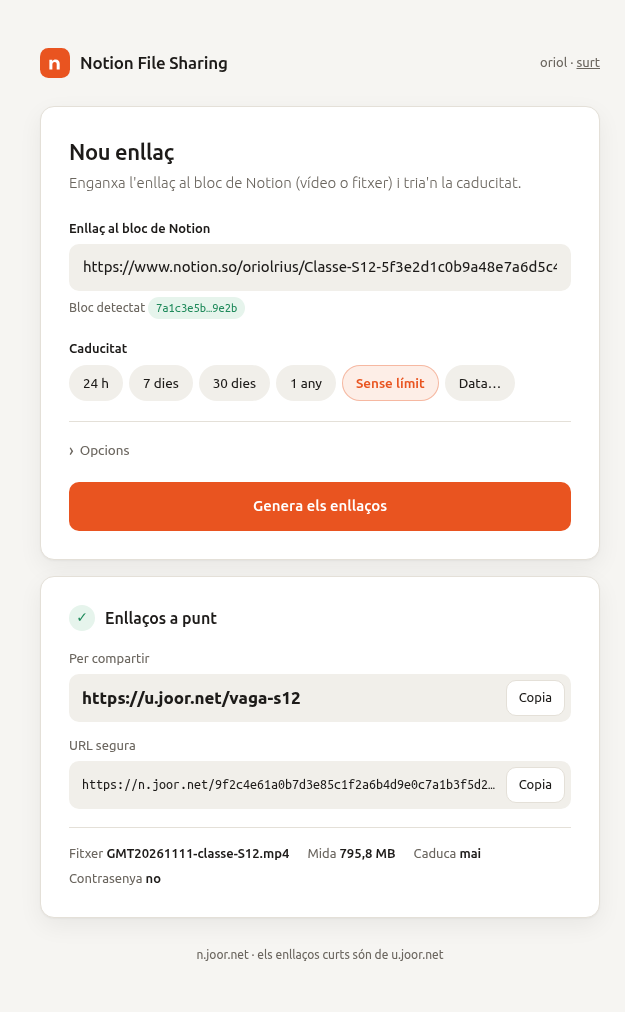 n Notion File Sharing
oriol · surt
Nou enllaç
Enganxa l'enllaç al bloc de Notion (vídeo o fitxer) i tria'n la caducitat.
Enllaç al bloc de Notion
https://www.notion.so/oriolrius/Classe-S12-5f3e2d1c0b9a48e7a6d5c4
Bloc detectat 7a1c3e5b…9e2b
Caducitat
24 h 7 dies 30 dies 1 any Sense límit Data…
› Opcions
Genera els enllaços
✓ Enllaços a punt
Per compartir
https://u.joor.net/vaga-s12 Copia
URL segura
https://n.joor.net/9f2c4e61a0b7d3e85c1f2a6b4d9e0c7a1b3f5d2… Copia
Fitxer GMT20261111-classe-S12.mp4 Mida 795,8 MB Caduca mai
Contrasenya no
n.joor.net · els enllaços curts són de u.joor.net